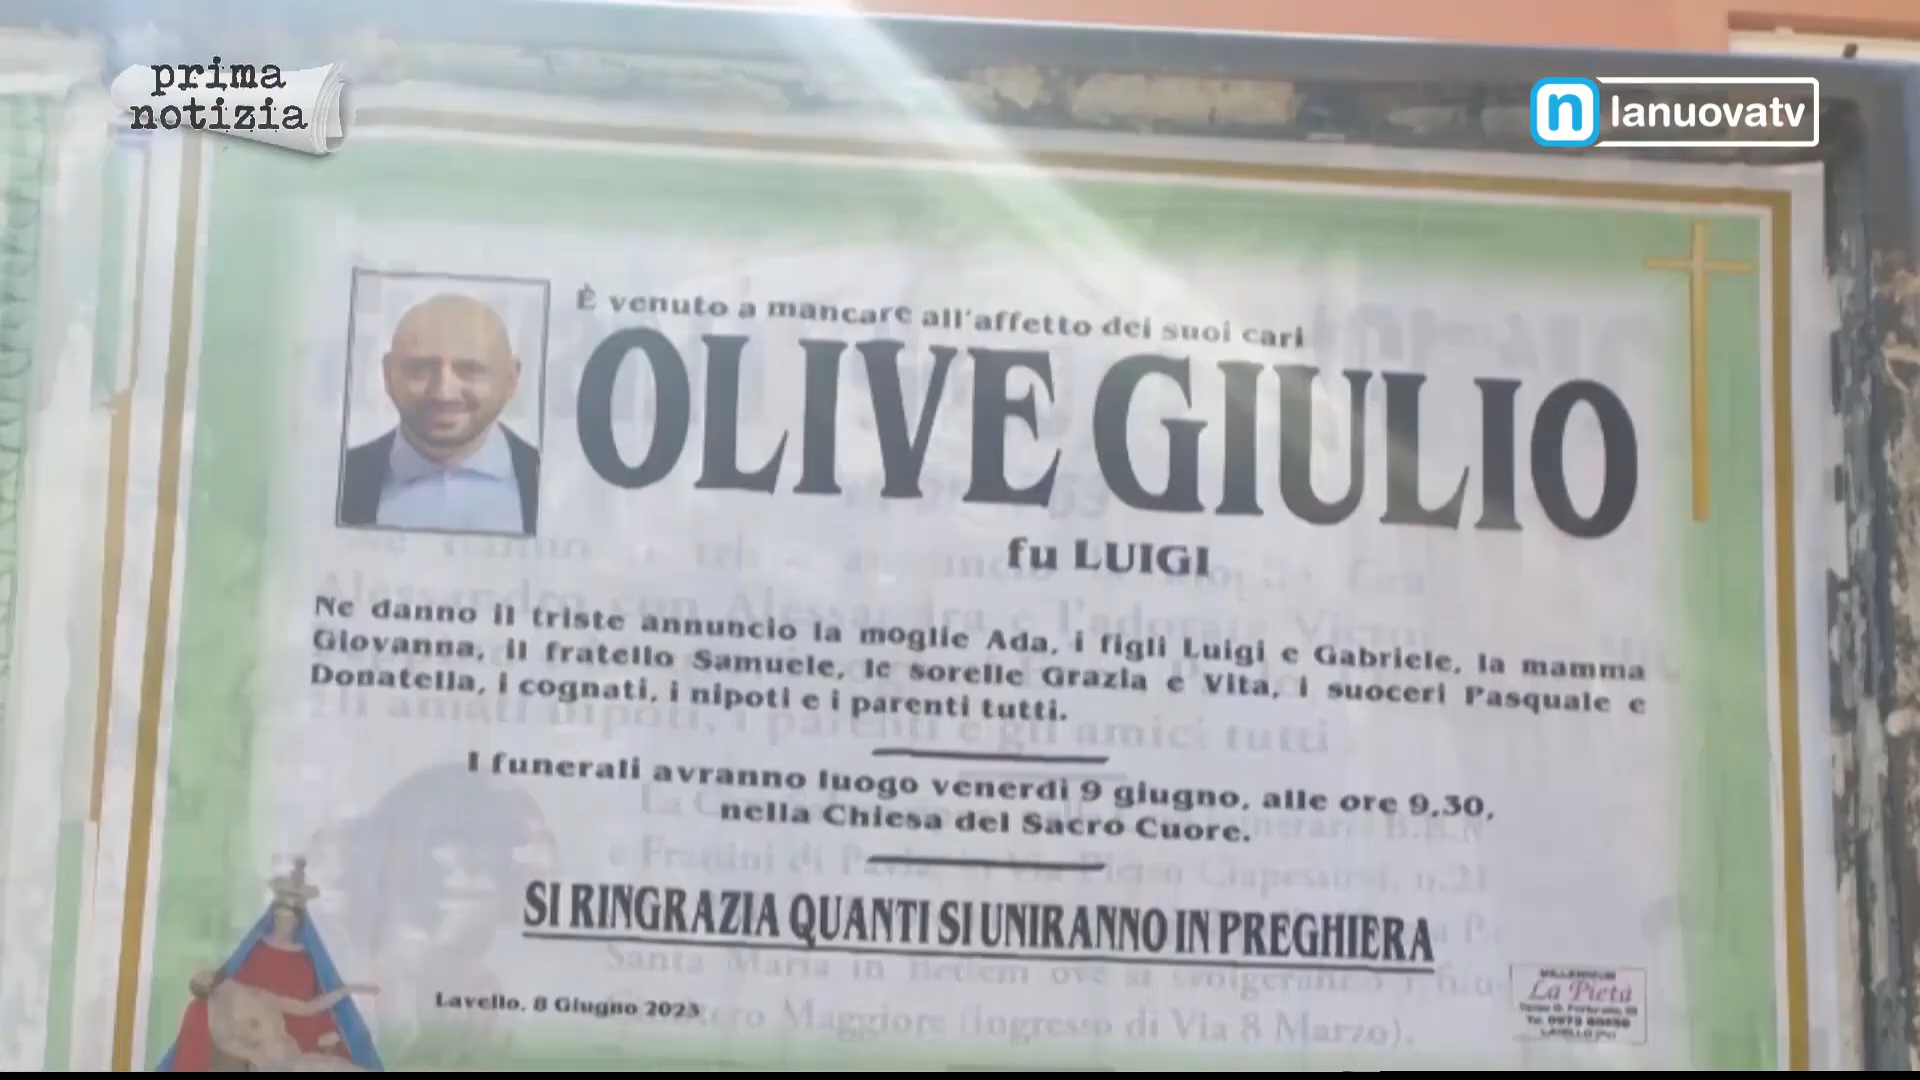 prima
notizia
n lanuovatv
È venuto a mancare all'affetto dei suoi cari
OLIVE GIULIO
fu LUIGI
Ne danno il triste annuncio la moglie Ada, i figli Luigi e Gabriele, la mamma
Giovanna, il fratello Samuele, le sorelle Grazia e Vita, i suoceri Pasquale e
Donatella, i cognati, i nipoti e i parenti tutti.
I funerali avranno luogo venerdì 9 giugno, alle ore 9,30,
nella Chiesa del Sacro Cuore.
SI RINGRAZIA QUANTI SI UNIRANNO IN PREGHIERA
Lavello, 8 Giugno 2023
MILLENNIUM
La Pietà
LAVELLO (PZ)